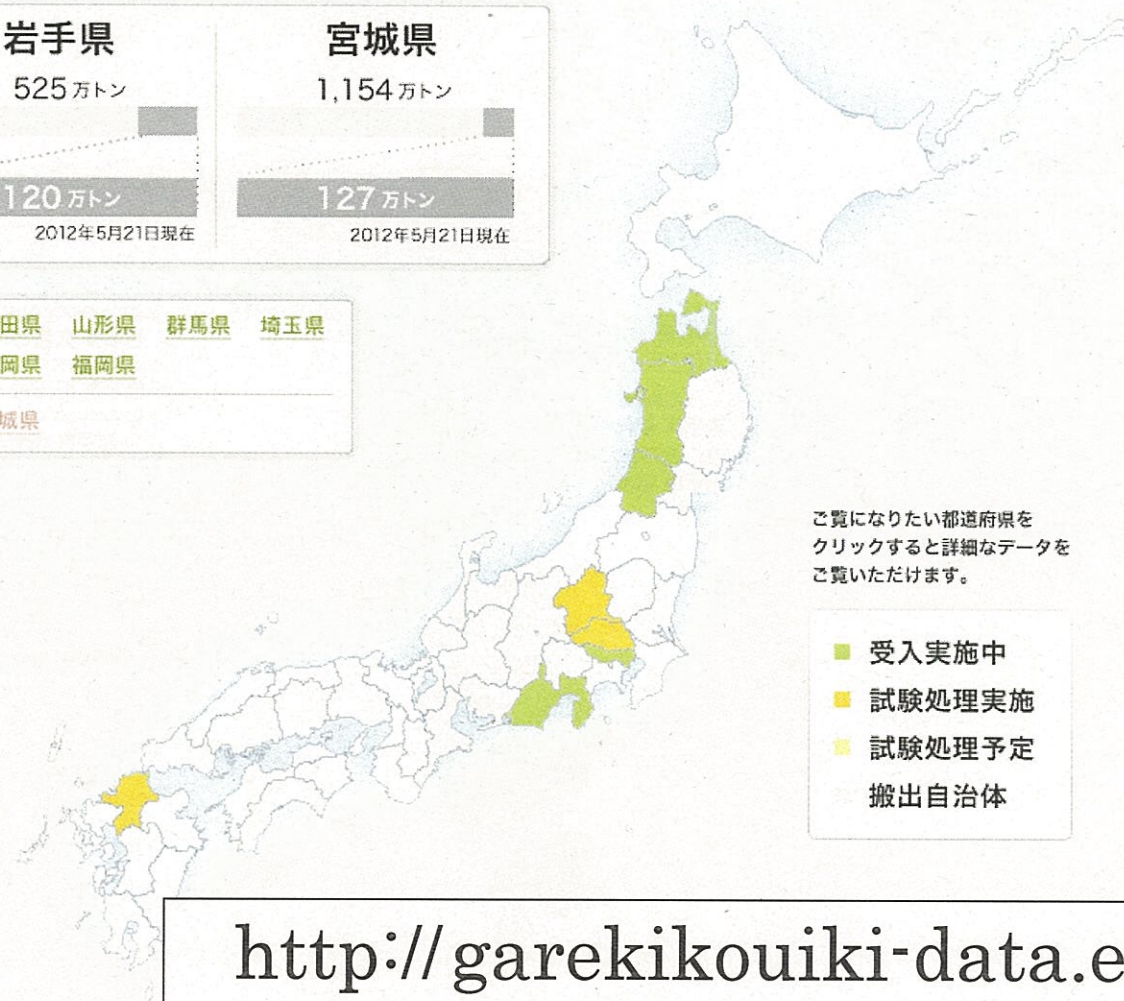 岩手県
525万トン
120万トン
2012年5月21日現在
宮城県
1,154万トン
127万トン
2012年5月21日現在
田県 山形県 群馬県 埼玉県
岡県 福岡県
城県
ご覧になりたい都道府県を
クリックすると詳細なデータを
ご覧いただけます。
受入実施中
試験処理実施
試験処理予定
搬出自治体
http://garekikouiki-data.e